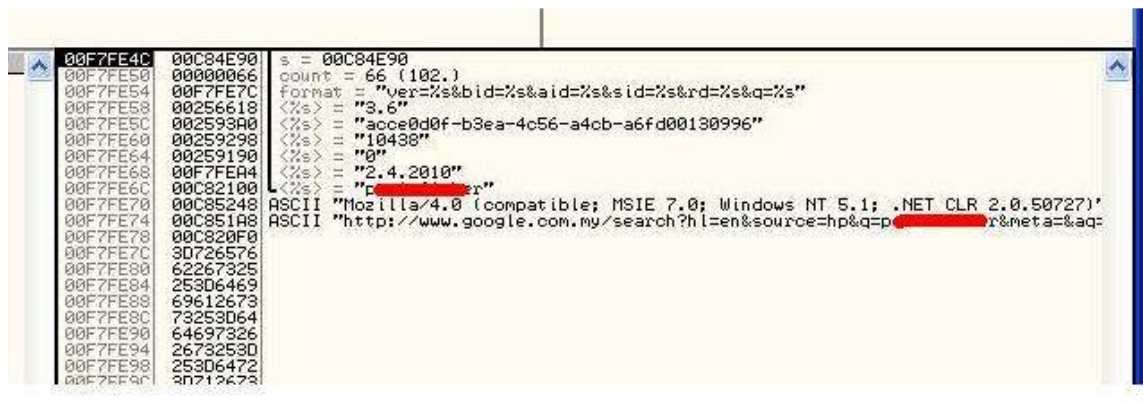 00F7FE4C 00C84E90 s = 00C84E90
00F7FE50 00000066 count = 66 (102.)
00F7FE54 00F7FE7C format = "ver=%s&bid=%s&aid=%s&sid=%s&rd=%s&q=%s"
00F7FE58 00256618 <%s> = "3.6"
00F7FE5C 002593A0 <%s> = "acce0d0f-b3ea-4c56-a4cb-a6fd00130996"
00F7FE60 00259298 <%s> = "10438"
00F7FE64 00259190 <%s> = "0"
00F7FE68 00F7FEA4 <%s> = "2.4.2010"
00F7FE6C 00C82100 <%s> = "p er"
00F7FE70 00C85248 ASCII "Mozilla/4.0 (compatible; MSIE 7.0; Windows NT 5.1; .NET CLR 2.0.50727)"
00F7FE74 00C851A8 ASCII "http://www.google.com.my/search?hl=en&source=hp&q=p r&meta=&aq=
00F7FE78 00C820F0
00F7FE7C 3D726576
00F7FE80 62267325
00F7FE84 253D6469
00F7FE88 69612673
00F7FE8C 73253D64
00F7FE90 64697326
00F7FE94 2673253D
00F7FE98 253D6472
00F7FE9C 3D712673